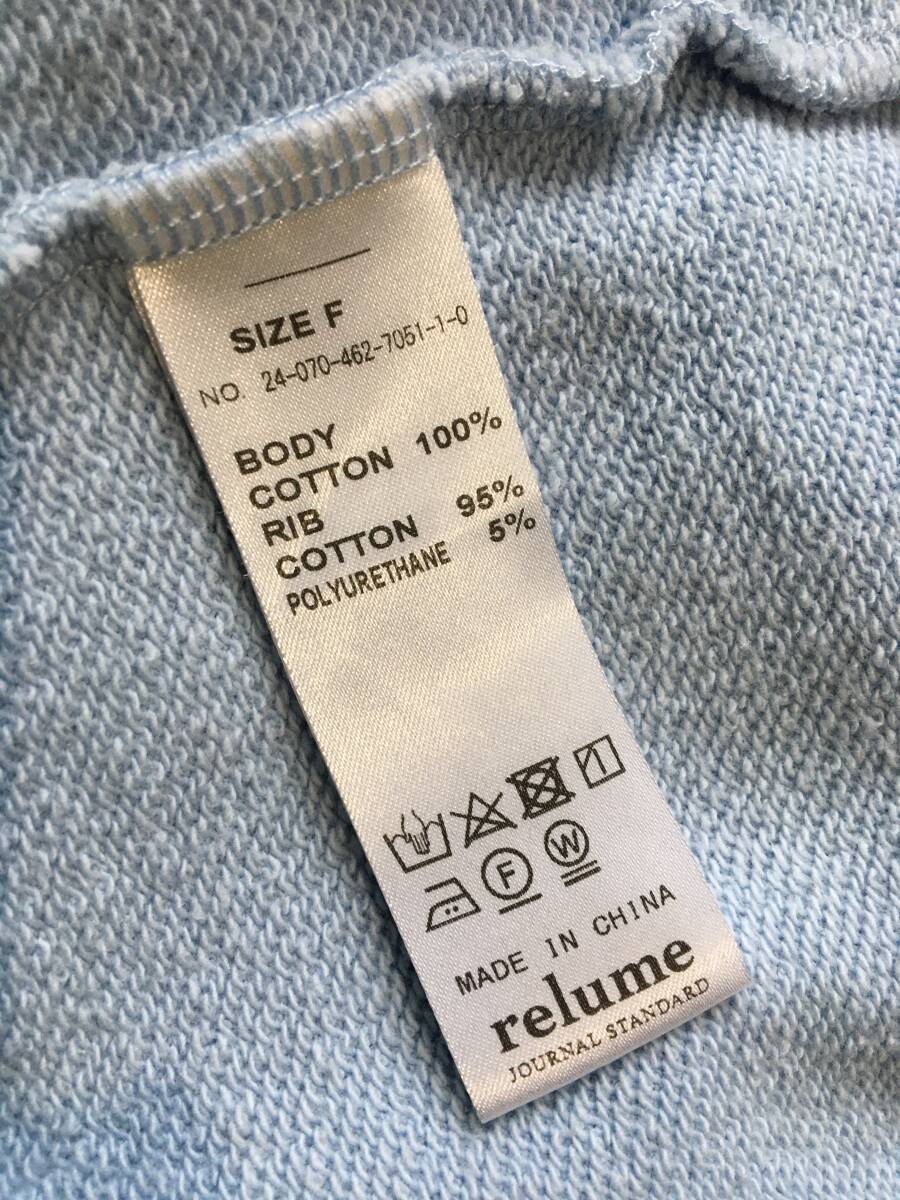 SIZE F
NO. 24-070-462-7051-1-0
BODY
COTTON 100%
RIB
COTTON 95%
POLYURETHANE 5%
F W
MADE IN CHINA
relume
JOURNAL STANDARD